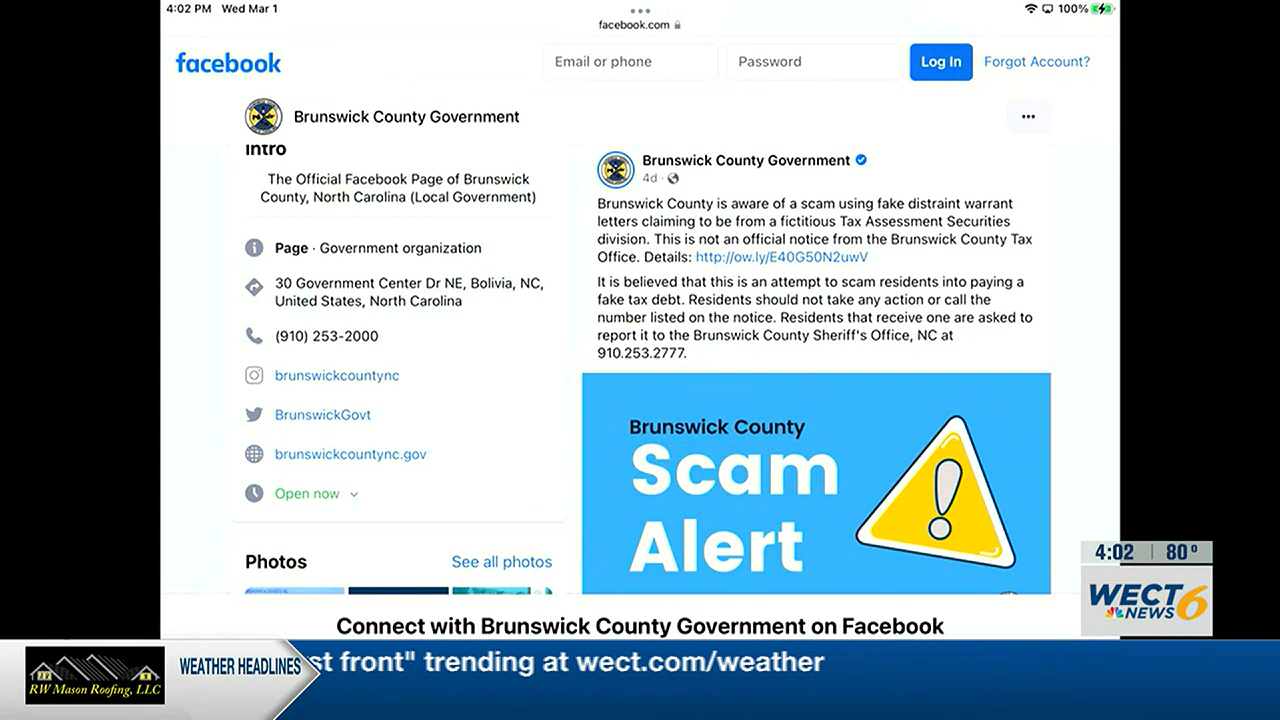 4:02 PM Wed Mar 1
100%
facebook.com
facebook
Email or phone
Password
Log In
Forgot Account?
Brunswick County Government
Intro
The Official Facebook Page of Brunswick
County, North Carolina (Local Government)
Page · Government organization
30 Government Center Dr NE, Bolivia, NC,
United States, North Carolina
(910) 253-2000
brunswickcountync
BrunswickGovt
brunswickcountync.gov
Open now
Photos
See all photos
Brunswick County Government
4d ·
Brunswick County is aware of a scam using fake distraint warrant
letters claiming to be from a fictitious Tax Assessment Securities
division. This is not an official notice from the Brunswick County Tax
Office. Details: http://ow.ly/E40G50N2uwV
It is believed that this is an attempt to scam residents into paying a
fake tax debt. Residents should not take any action or call the
number listed on the notice. Residents that receive one are asked to
report it to the Brunswick County Sheriff's Office, NC at
910.253.2777.
Brunswick County
Scam
Alert
Connect with Brunswick County Government on Facebook
4:02 | 80°
WECT 6
NEWS
RW Mason Roofing, LLC
WEATHER HEADLINES
st front" trending at wect.com/weather